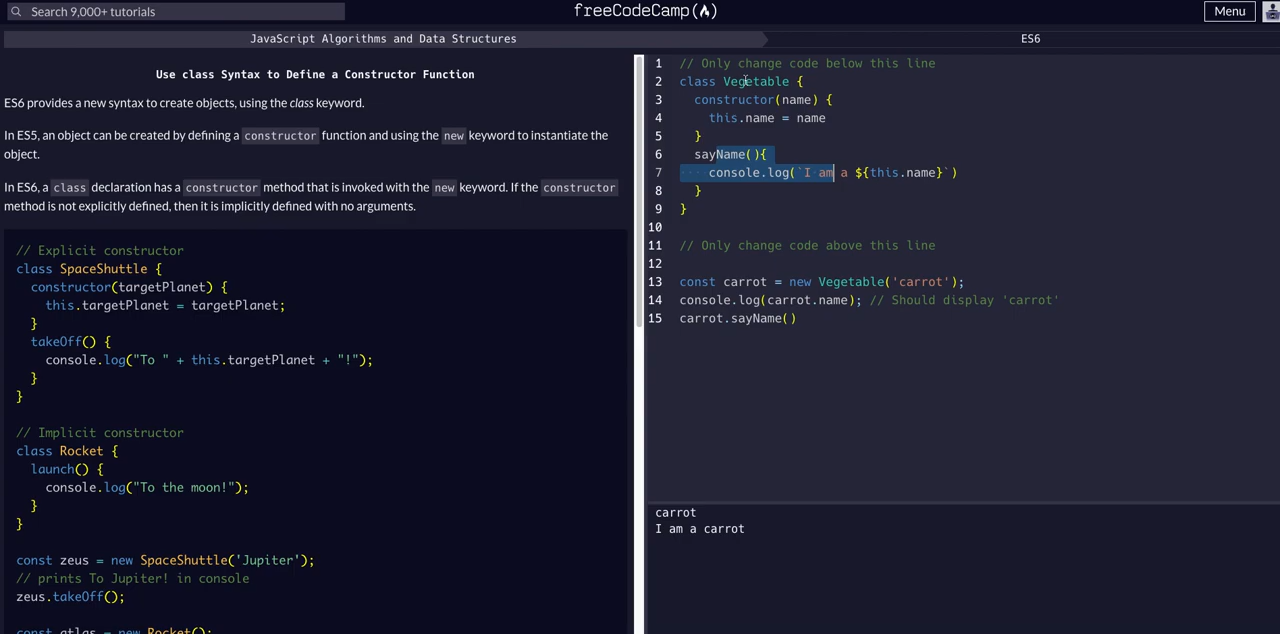 Search 9,000+ tutorials
freeCodeCamp
Menu
JavaScript Algorithms and Data Structures
ES6
Use class Syntax to Define a Constructor Function
ES6 provides a new syntax to create objects, using the class keyword.
In ES5, an object can be created by defining a constructor function and using the new keyword to instantiate the
object.
In ES6, a class declaration has a constructor method that is invoked with the new keyword. If the constructor
method is not explicitly defined, then it is implicitly defined with no arguments.
// Explicit constructor
class SpaceShuttle {
constructor(targetPlanet) {
this.targetPlanet = targetPlanet;
}
takeOff() {
console.log("To " + this.targetPlanet + "!");
}
}
// Implicit constructor
class Rocket {
launch() {
console.log("To the moon!");
}
}
const zeus = new SpaceShuttle('Jupiter');
// prints To Jupiter! in console
zeus.takeOff();
const atlas = new Rocket();
1 // Only change code below this line
2 class Vegetable {
3 constructor(name) {
4 this.name = name
5 }
6 sayName(){
7 console.log(`I am a ${this.name}`)
8 }
9 }
10
11 // Only change code above this line
12
13 const carrot = new Vegetable('carrot');
14 console.log(carrot.name); // Should display 'carrot'
15 carrot.sayName()
carrot
I am a carrot